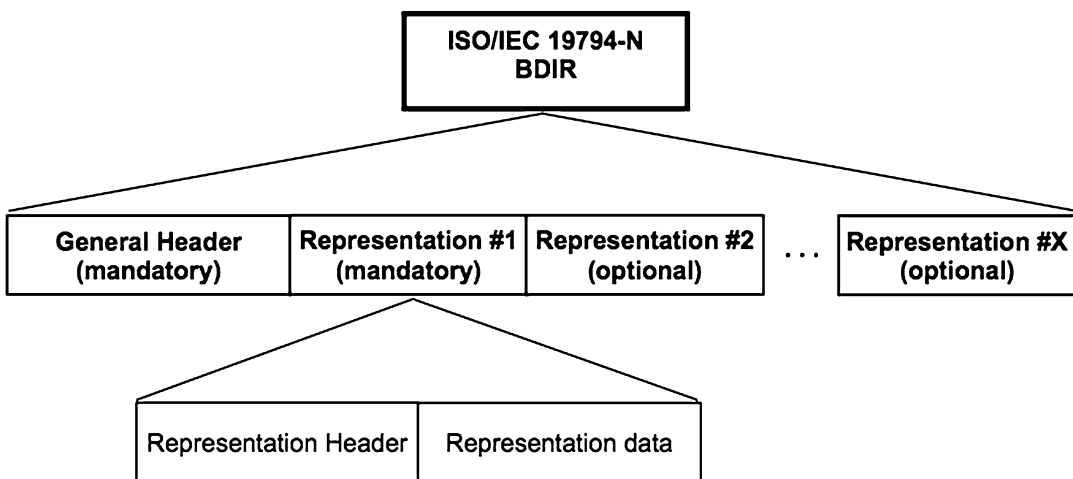 ISO/IEC 19794-N
BDIR
General Header
(mandatory)
Representation #1
(mandatory)
Representation #2
(optional)
...
Representation #X
(optional)
Representation Header
Representation data